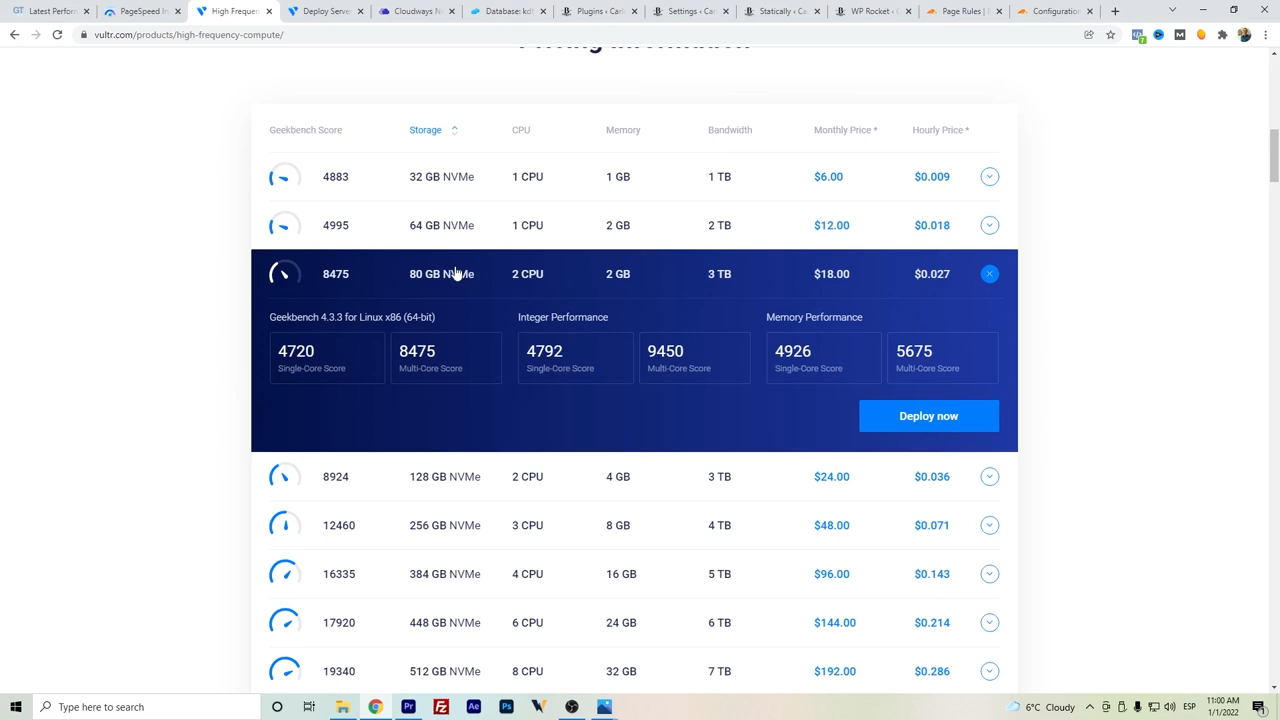 GT Latest Perform
PageSpeed Ins
High Frequen
Deploy Serve
Cloudways Ne
Database: kd
Plugins ‹ Can
Settings ‹ Ca
Statically ‹ Ca
WP Rocket ‹ C
Page Rules |
Configuration
vultr.com/products/high-frequency-compute/
Geekbench Score Storage CPU Memory Bandwidth Monthly Price * Hourly Price *
4883 32 GB NVMe 1 CPU 1 GB 1 TB $6.00 $0.009
4995 64 GB NVMe 1 CPU 2 GB 2 TB $12.00 $0.018
8475 80 GB NVMe 2 CPU 2 GB 3 TB $18.00 $0.027
Geekbench 4.3.3 for Linux x86 (64-bit) Integer Performance Memory Performance
4720 8475 4792 9450 4926 5675
Single-Core Score Multi-Core Score Single-Core Score Multi-Core Score Single-Core Score Multi-Core Score
Deploy now
8924 128 GB NVMe 2 CPU 4 GB 3 TB $24.00 $0.036
12460 256 GB NVMe 3 CPU 8 GB 4 TB $48.00 $0.071
16335 384 GB NVMe 4 CPU 16 GB 5 TB $96.00 $0.143
17920 448 GB NVMe 6 CPU 24 GB 6 TB $144.00 $0.214
19340 512 GB NVMe 8 CPU 32 GB 7 TB $192.00 $0.286
Type here to search
6°C Cloudy
ESP
11:00 AM
1/1/2022